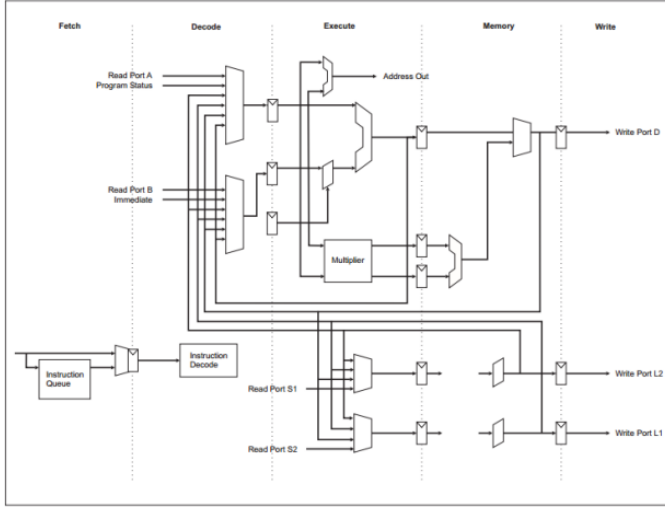 Fetch Decode Execute Memory Write
Read Port A
Program Status
Address Out
Write Port D
Read Port B
Immediate
Multiplier
Instruction
Queue
Instruction
Decode
Read Port S1
Write Port L2
Read Port S2
Write Port L1